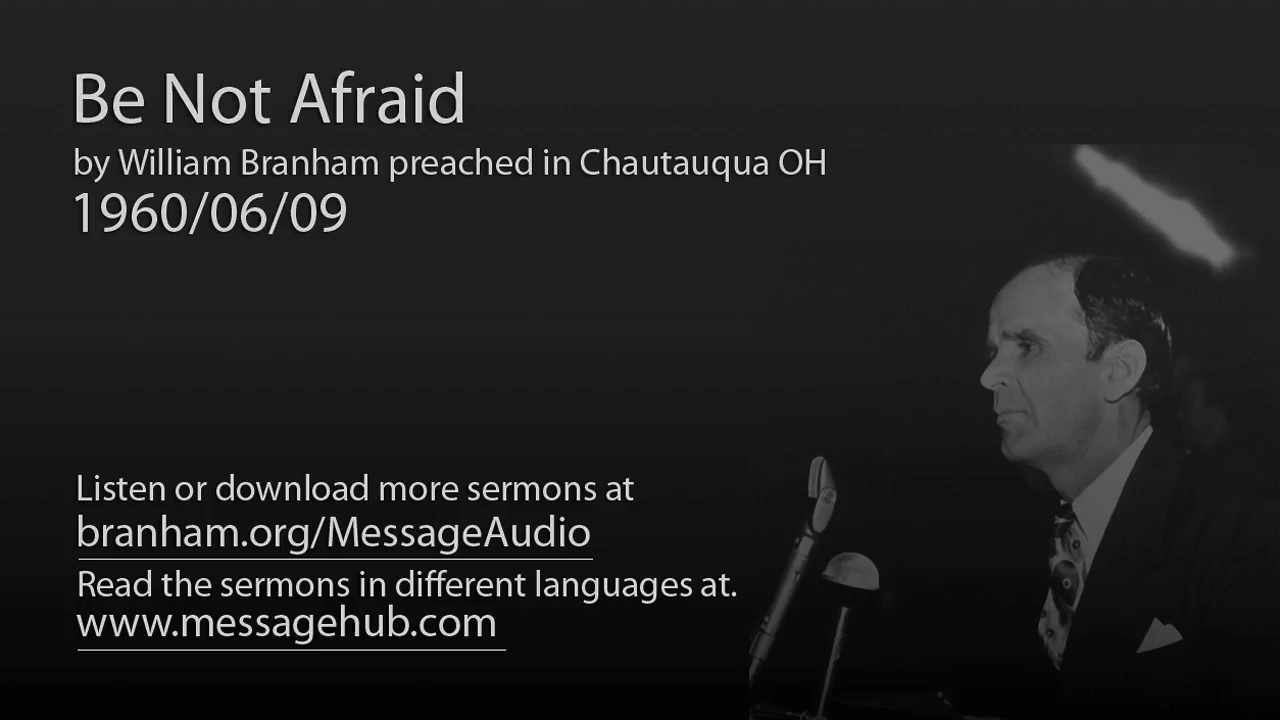 Be Not Afraid
by William Branham preached in Chautauqua OH
1960/06/09
Listen or download more sermons at
branham.org/MessageAudio
Read the sermons in different languages at.
www.messagehub.com